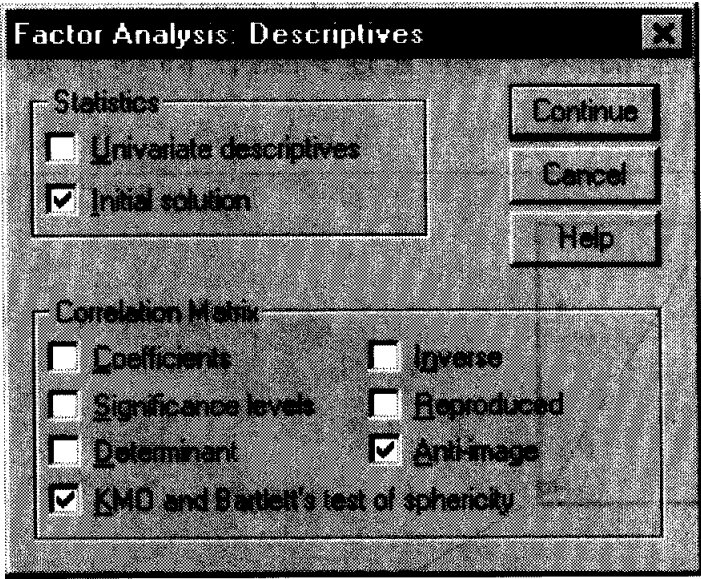 Factor Analysis: Descriptives
Statistics
Univariate descriptives
Initial solution
Continue
Cancel
Help
Correlation Matrix
Coefficients
Inverse
Significance levels
Reproduced
Determinant
Anti-image
KMO and Bartlett's test of sphericity